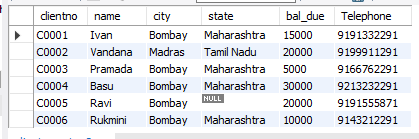 clientno name city state bal_due Telephone
C0001 Ivan Bombay Maharashtra 15000 9191332291
C0002 Vandana Madras Tamil Nadu 20000 9199911291
C0003 Pramada Bombay Maharashtra 5000 9166762291
C0004 Basu Bombay Maharashtra 30000 9213232291
C0005 Ravi Bombay NULL 20000 9191555871
C0006 Rukmini Bombay Maharashtra 10000 9143212291